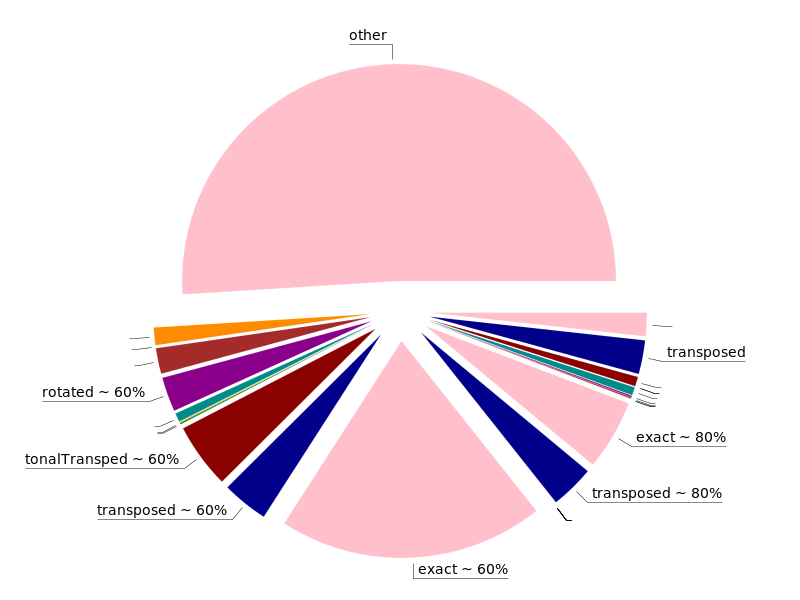 other
transposed
rotated ~ 60%
exact ~ 80%
tonalTransped ~ 60%
transposed ~ 80%
transposed ~ 60%
exact ~ 60%